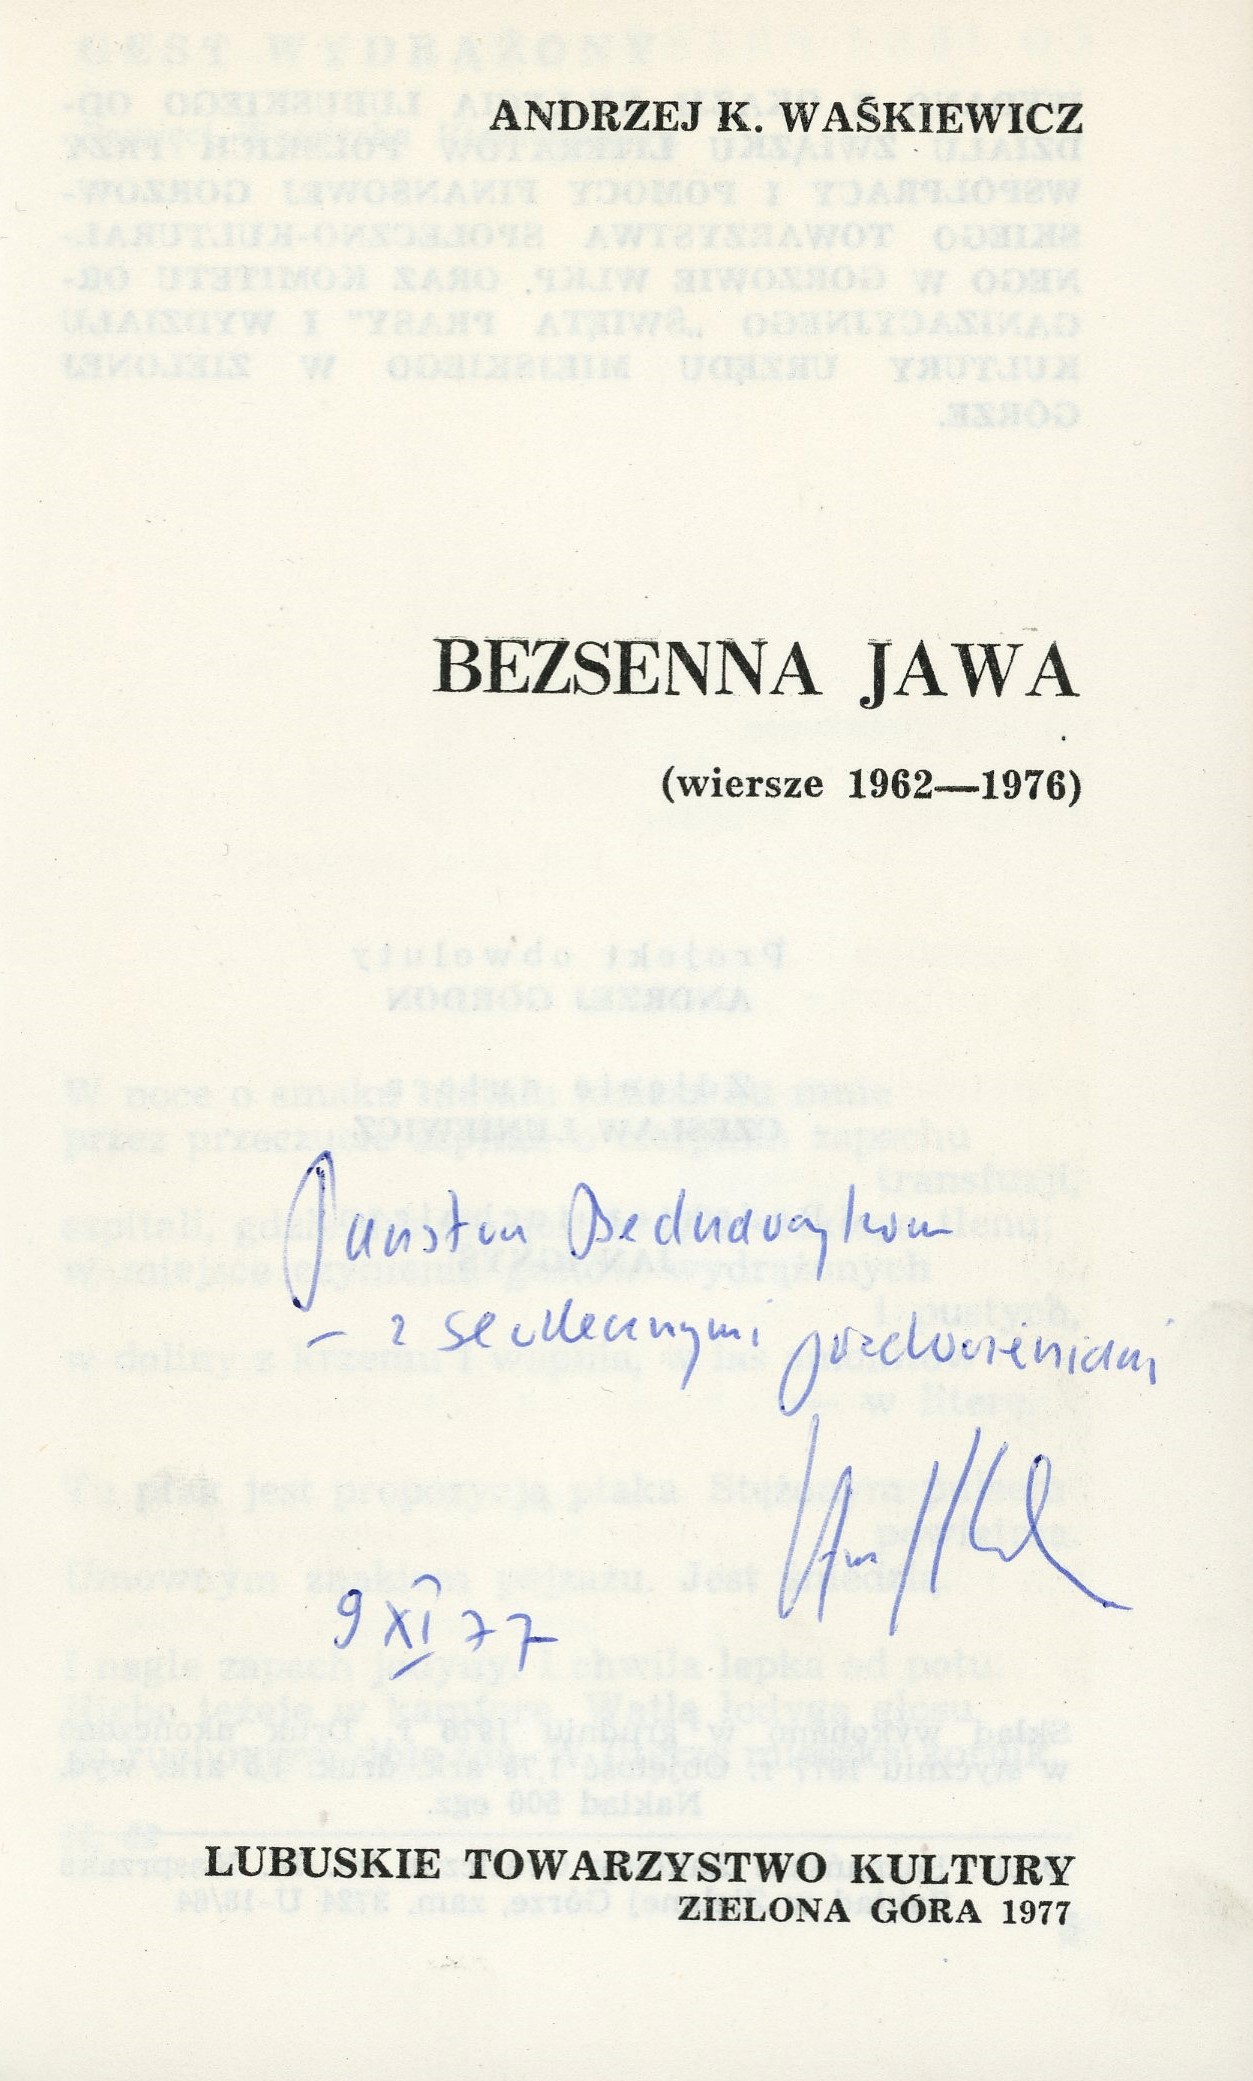 ANDRZEJ K. WAŚKIEWICZ
BEZSENNA JAWA
(wiersze 1962—1976)
Państwu Bednarczykom
– z serdecznymi pozdrowieniami
9 XI 77
LUBUSKIE TOWARZYSTWO KULTURY
ZIELONA GÓRA 1977